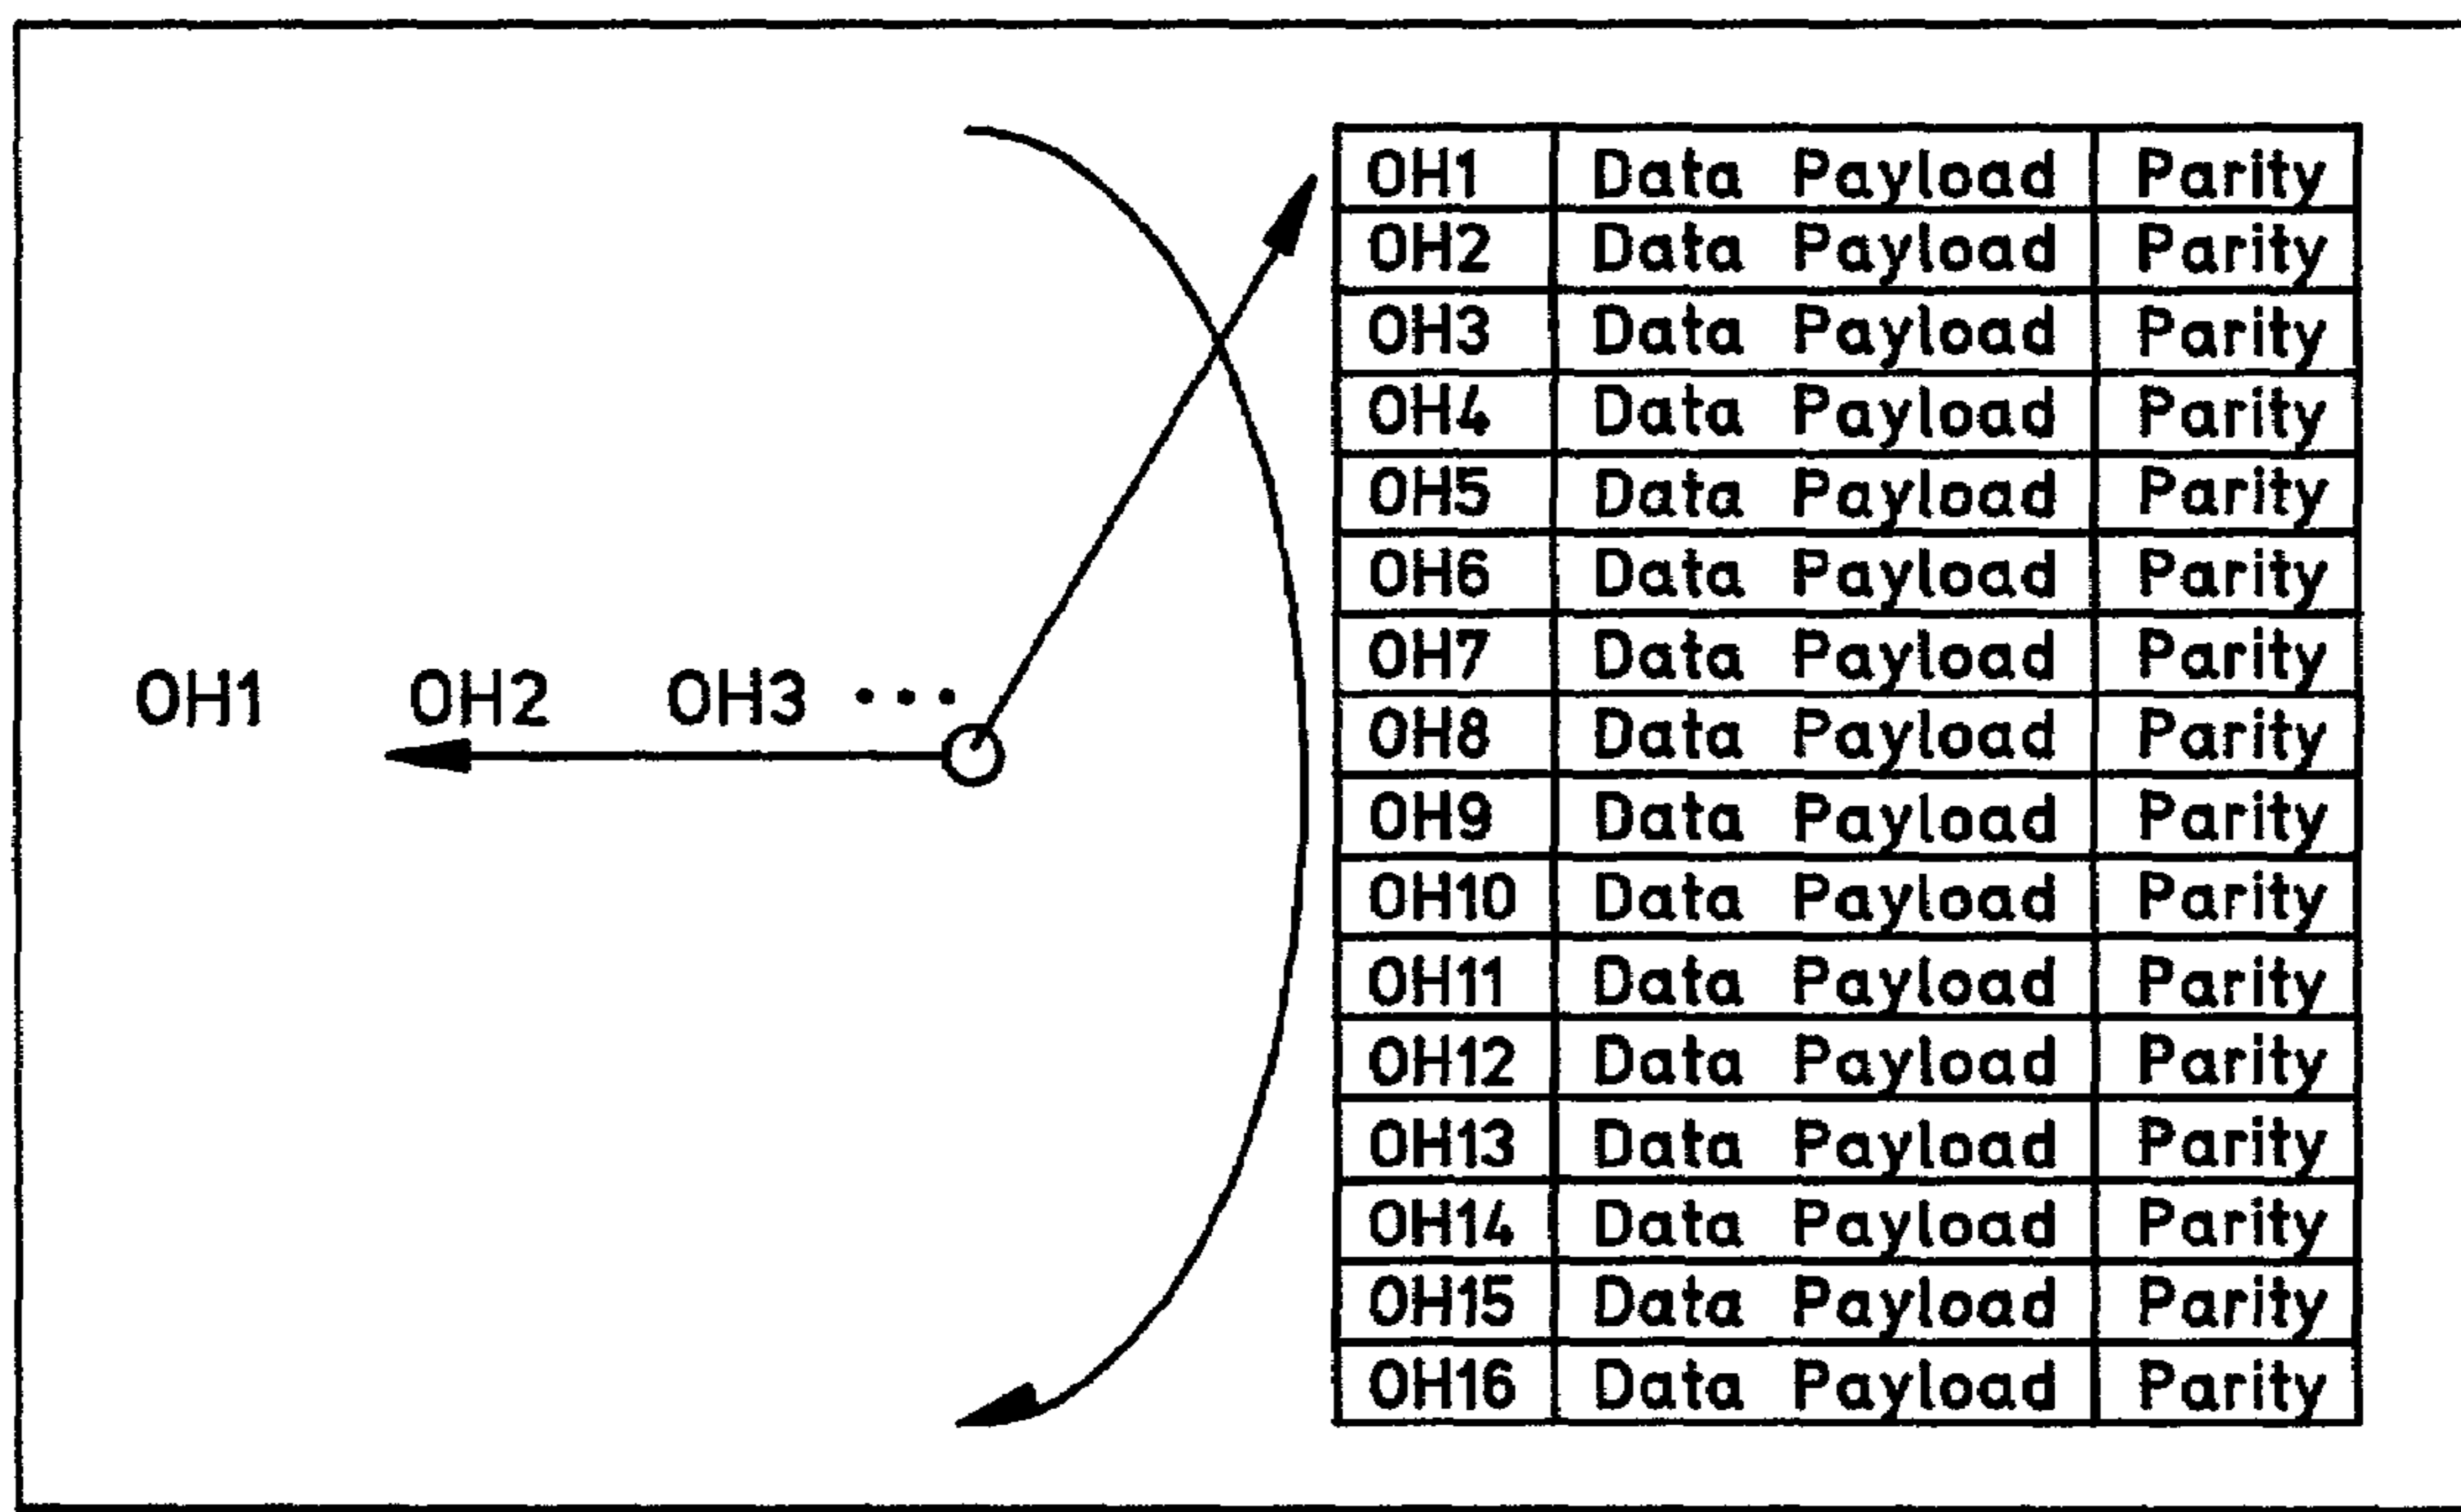 OH1 OH2 OH3 ...
OH1 Data Payload Parity
OH2 Data Payload Parity
OH3 Data Payload Parity
OH4 Data Payload Parity
OH5 Data Payload Parity
OH6 Data Payload Parity
OH7 Data Payload Parity
OH8 Data Payload Parity
OH9 Data Payload Parity
OH10 Data Payload Parity
OH11 Data Payload Parity
OH12 Data Payload Parity
OH13 Data Payload Parity
OH14 Data Payload Parity
OH15 Data Payload Parity
OH16 Data Payload Parity